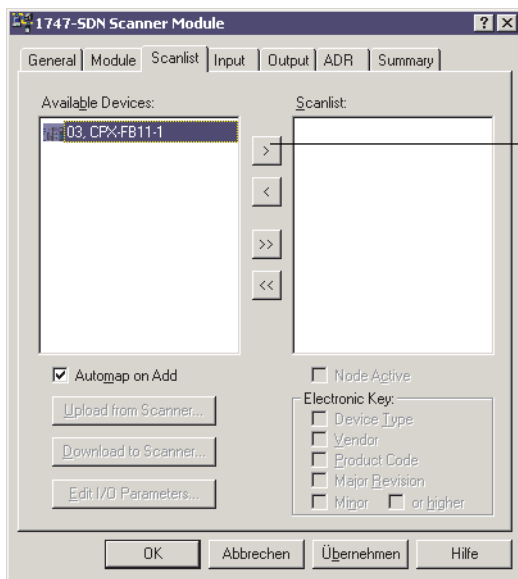 1747-SDN Scanner Module
General Module Scanlist Input Output ADR Summary
Available Devices:
Scanlist:
03, CPX-FB11-1
>
<
>>
<<
Automap on Add
Upload from Scanner...
Download to Scanner...
Edit I/O Parameters...
Node Active
Electronic Key:
Device Type
Vendor
Product Code
Major Revision
Minor or higher
OK Abbrechen Übernehmen Hilfe